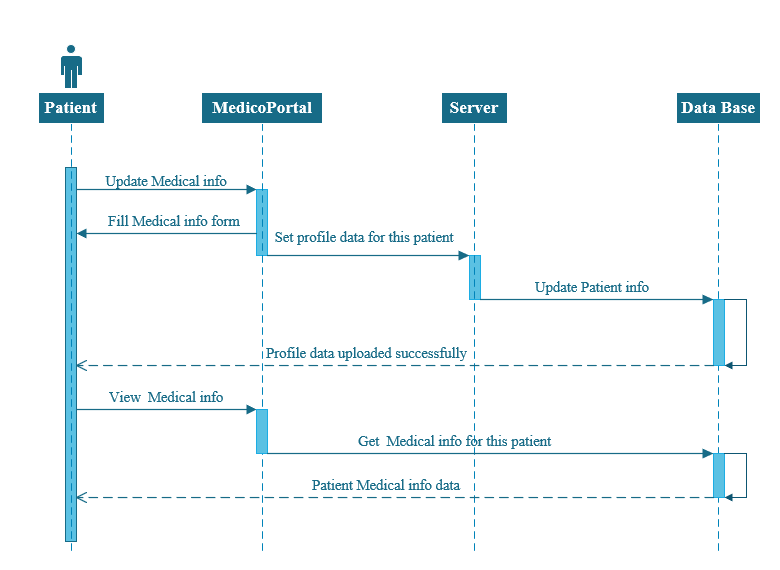 Patient
MedicoPortal
Server
Data Base
Update Medical info
Fill Medical info form
Set profile data for this patient
Update Patient info
Profile data uploaded successfully
View Medical info
Get Medical info for this patient
Patient Medical info data